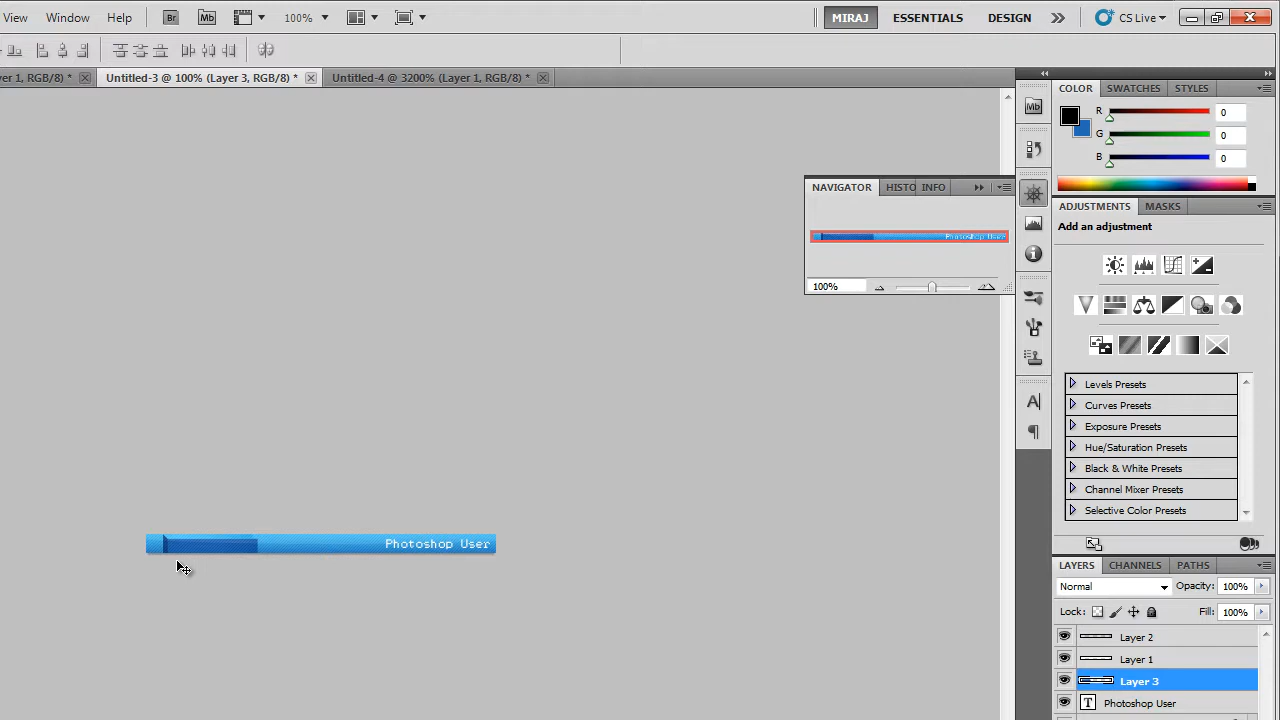 View Window Help Br Mb 100% MIRAJ ESSENTIALS DESIGN CS Live
er 1, RGB/8) * Untitled-3 @ 100% (Layer 3, RGB/8) * Untitled-4 @ 3200% (Layer 1, RGB/8) *
COLOR SWATCHES STYLES
Mb
R 0
G 0
B 0
NAVIGATOR HISTO INFO
Photoshop User
100%
ADJUSTMENTS MASKS
Add an adjustment
Levels Presets
Curves Presets
Exposure Presets
Hue/Saturation Presets
Black & White Presets
Channel Mixer Presets
Selective Color Presets
Photoshop User
LAYERS CHANNELS PATHS
Normal Opacity: 100%
Lock: Fill: 100%
Layer 2
Layer 1
Layer 3
T Photoshop User